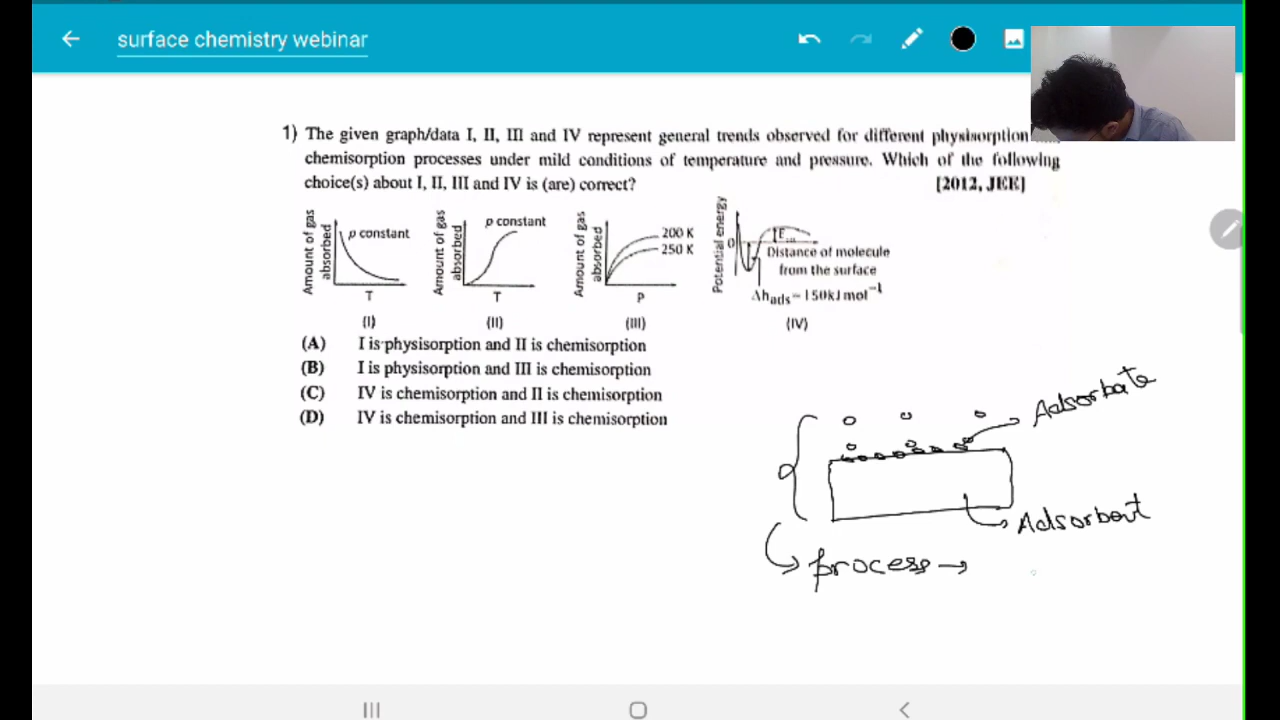 surface chemistry webinar
1) The given graph/data I, II, III and IV represent general trends observed for different physisorption
chemisorption processes under mild conditions of temperature and pressure. Which of the following
choice(s) about I, II, III and IV is (are) correct? [2012, JEE]
Amount of gas absorbed
p constant
T
(I)
Amount of gas absorbed
p constant
T
(II)
Amount of gas absorbed
200 K
250 K
P
(III)
Potential energy
0
Distance of molecule
from the surface
Δhads = 150kJ mol⁻¹
(IV)
(A) I is physisorption and II is chemisorption
(B) I is physisorption and III is chemisorption
(C) IV is chemisorption and II is chemisorption
(D) IV is chemisorption and III is chemisorption
Adsorbate
Adsorbent
process →